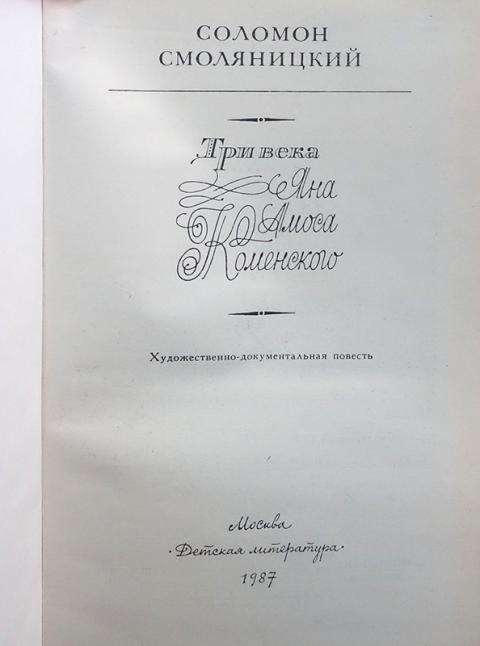 СОЛОМОН
СМОЛЯНИЦКИЙ
Три века
Яна
Амоса
Коменского
Художественно-документальная повесть
Москва
·Детская литература·
1987